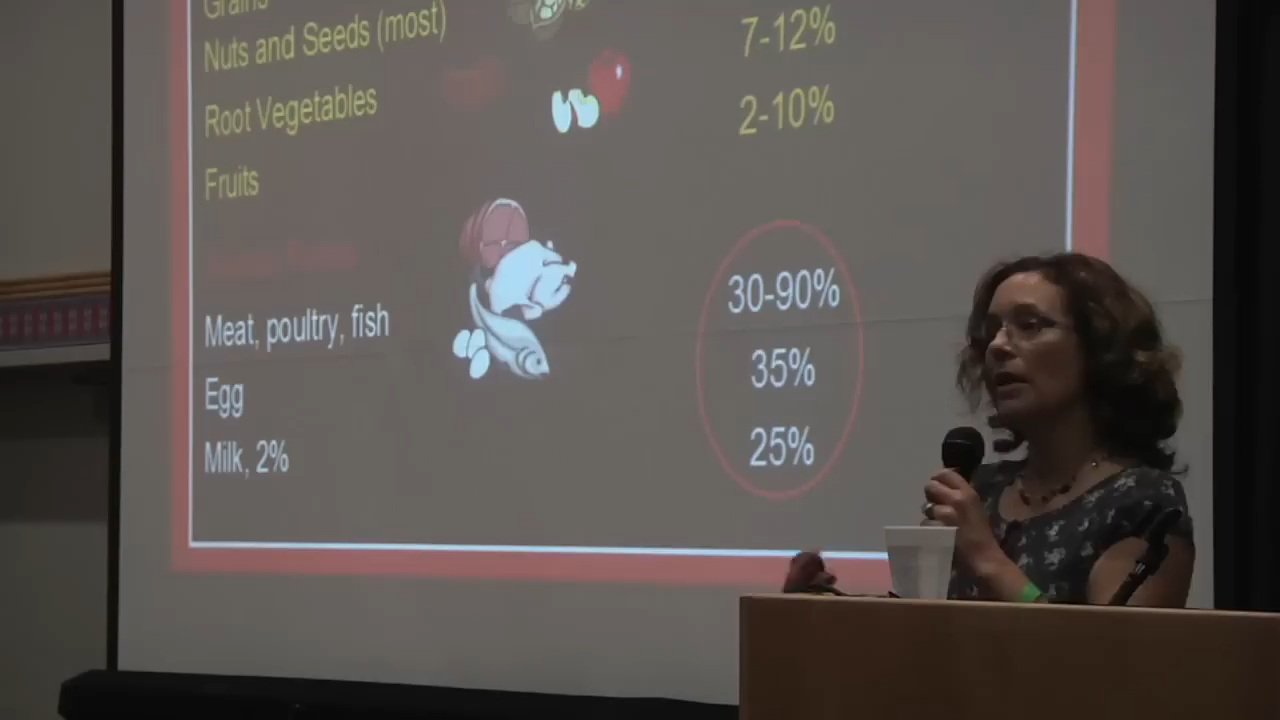 Grains
Nuts and Seeds (most)
7-12%
Root Vegetables
2-10%
Fruits
Meat, poultry, fish
30-90%
Egg
35%
Milk, 2%
25%